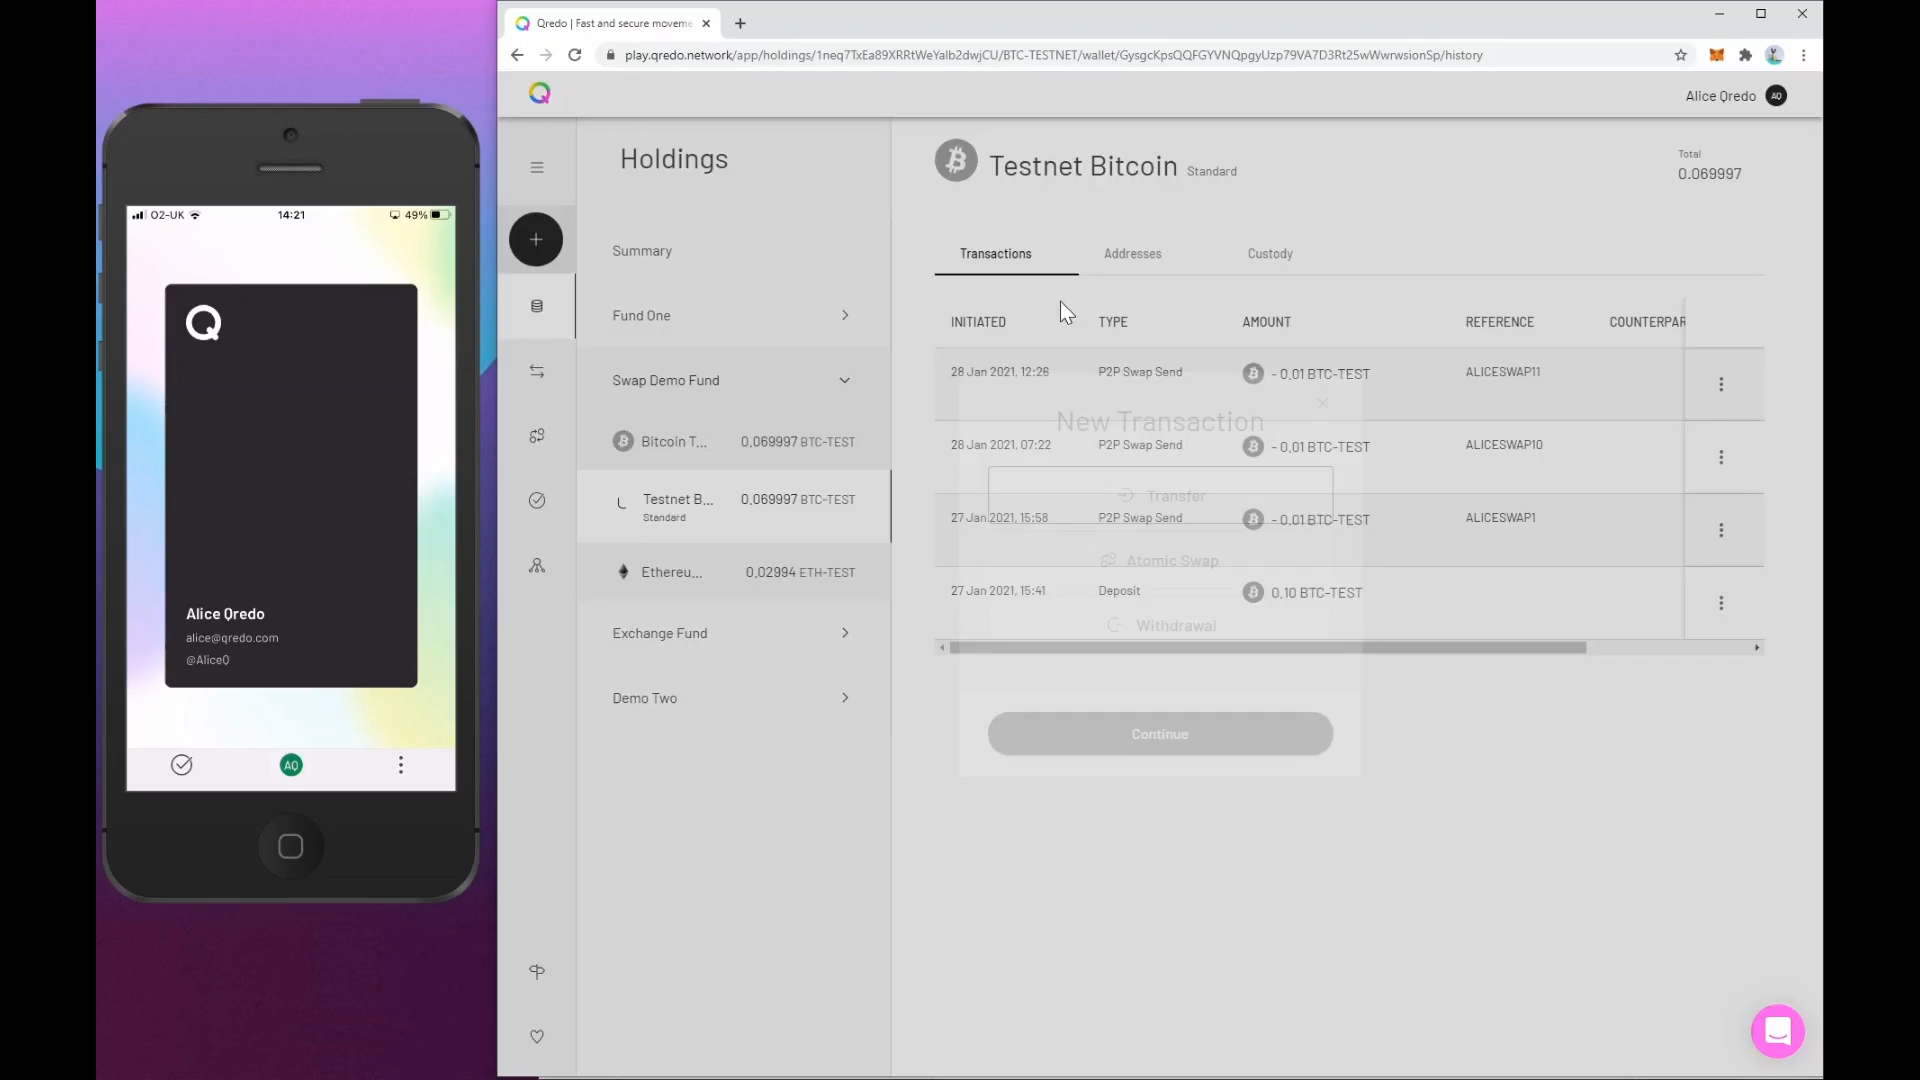 O2-UK
14:21
49%
Q
Alice Qredo
alice@qredo.com
@AliceQ
AQ
Qredo | Fast and secure moveme
play.qredo.network/app/holdings/1neq7TxEa89XRRtWeYalb2dwjCU/BTC-TESTNET/wallet/GysgcKpsQQFGYVNQpgyUzp79VA7D3Rt25wWwrwsionSp/history
Alice Qredo AQ
Holdings
Summary
Fund One
Swap Demo Fund
Bitcoin T... 0.069997 BTC-TEST
Testnet B... 0.069997 BTC-TEST
Standard
Ethereu... 0.02994 ETH-TEST
Exchange Fund
Demo Two
Testnet Bitcoin Standard
Total
0.069997
Transactions Addresses Custody
INITIATED TYPE AMOUNT REFERENCE COUNTERPAR
28 Jan 2021, 12:26 P2P Swap Send - 0.01 BTC-TEST ALICESWAP11
28 Jan 2021, 07:22 P2P Swap Send - 0.01 BTC-TEST ALICESWAP10
27 Jan 2021, 15:58 P2P Swap Send - 0.01 BTC-TEST ALICESWAP1
27 Jan 2021, 15:41 Deposit 0.10 BTC-TEST
New Transaction
Transfer
Atomic Swap
Withdrawal
Continue